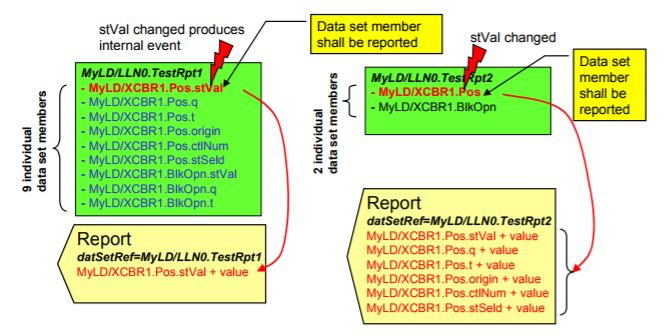 stVal changed produces
internal event
Data set member
shall be reported
MyLD/LLN0.TestRpt1
- MyLD/XCBR1.Pos.stVal
- MyLD/XCBR1.Pos.q
- MyLD/XCBR1.Pos.t
- MyLD/XCBR1.Pos.origin
- MyLD/XCBR1.Pos.ctlNum
- MyLD/XCBR1.Pos.stSeld
- MyLD/XCBR1.BlkOpn.stVal
- MyLD/XCBR1.BlkOpn.q
- MyLD/XCBR1.BlkOpn.t
9 individual
data set members
Report
datSetRef=MyLD/LLN0.TestRpt1
MyLD/XCBR1.Pos.stVal + value
stVal changed
Data set
member
shall be
reported
MyLD/LLN0.TestRpt2
- MyLD/XCBR1.Pos
- MyLD/XCBR1.BlkOpn
2 individual
data set members
Report
datSetRef=MyLD/LLN0.TestRpt2
MyLD/XCBR1.Pos.stVal + value
MyLD/XCBR1.Pos.q + value
MyLD/XCBR1.Pos.t + value
MyLD/XCBR1.Pos.origin + value
MyLD/XCBR1.Pos.ctlNum + value
MyLD/XCBR1.Pos.stSeld + value